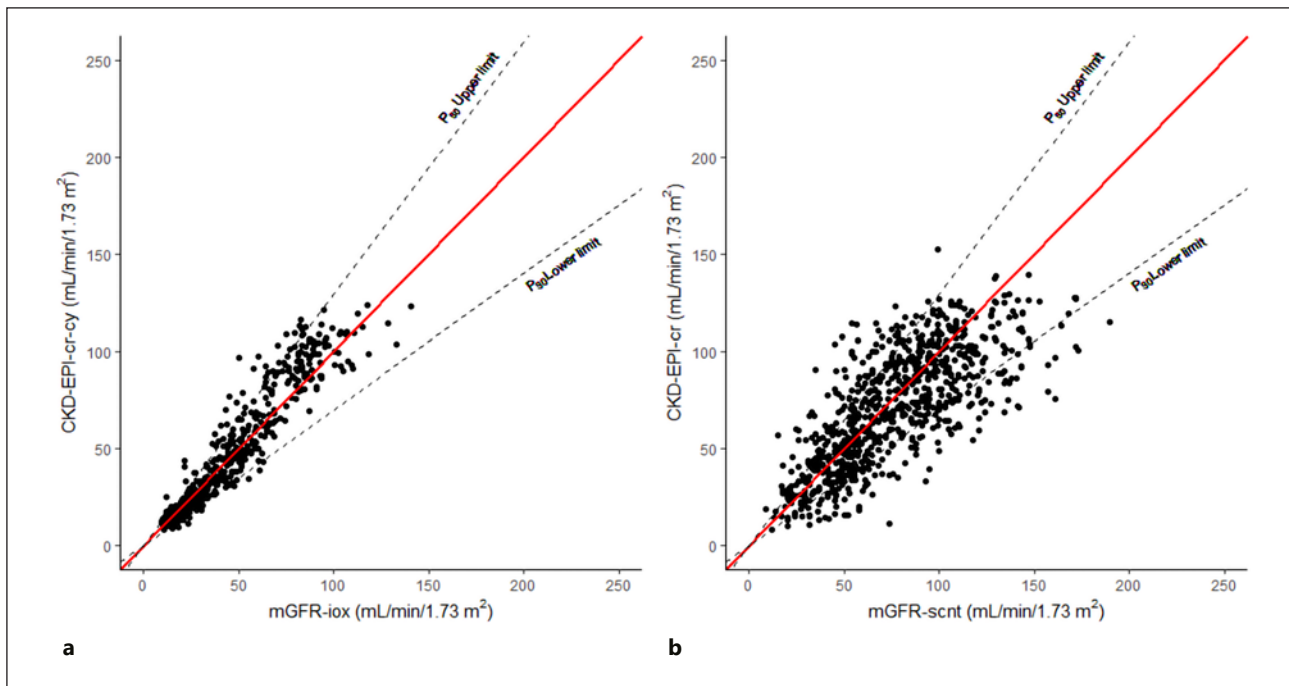 250
200
150
100
50
0
CKD-EPI-cr-cy (mL/min/1.73 m²)
P₃₀ Upper limit
P₃₀ Lower limit
0
50
100
150
200
250
mGFR-iox (mL/min/1.73 m²)
a
250
200
150
100
50
0
CKD-EPI-cr (mL/min/1.73 m²)
P₃₀ Upper limit
P₃₀ Lower limit
0
50
100
150
200
250
mGFR-scnt (mL/min/1.73 m²)
b